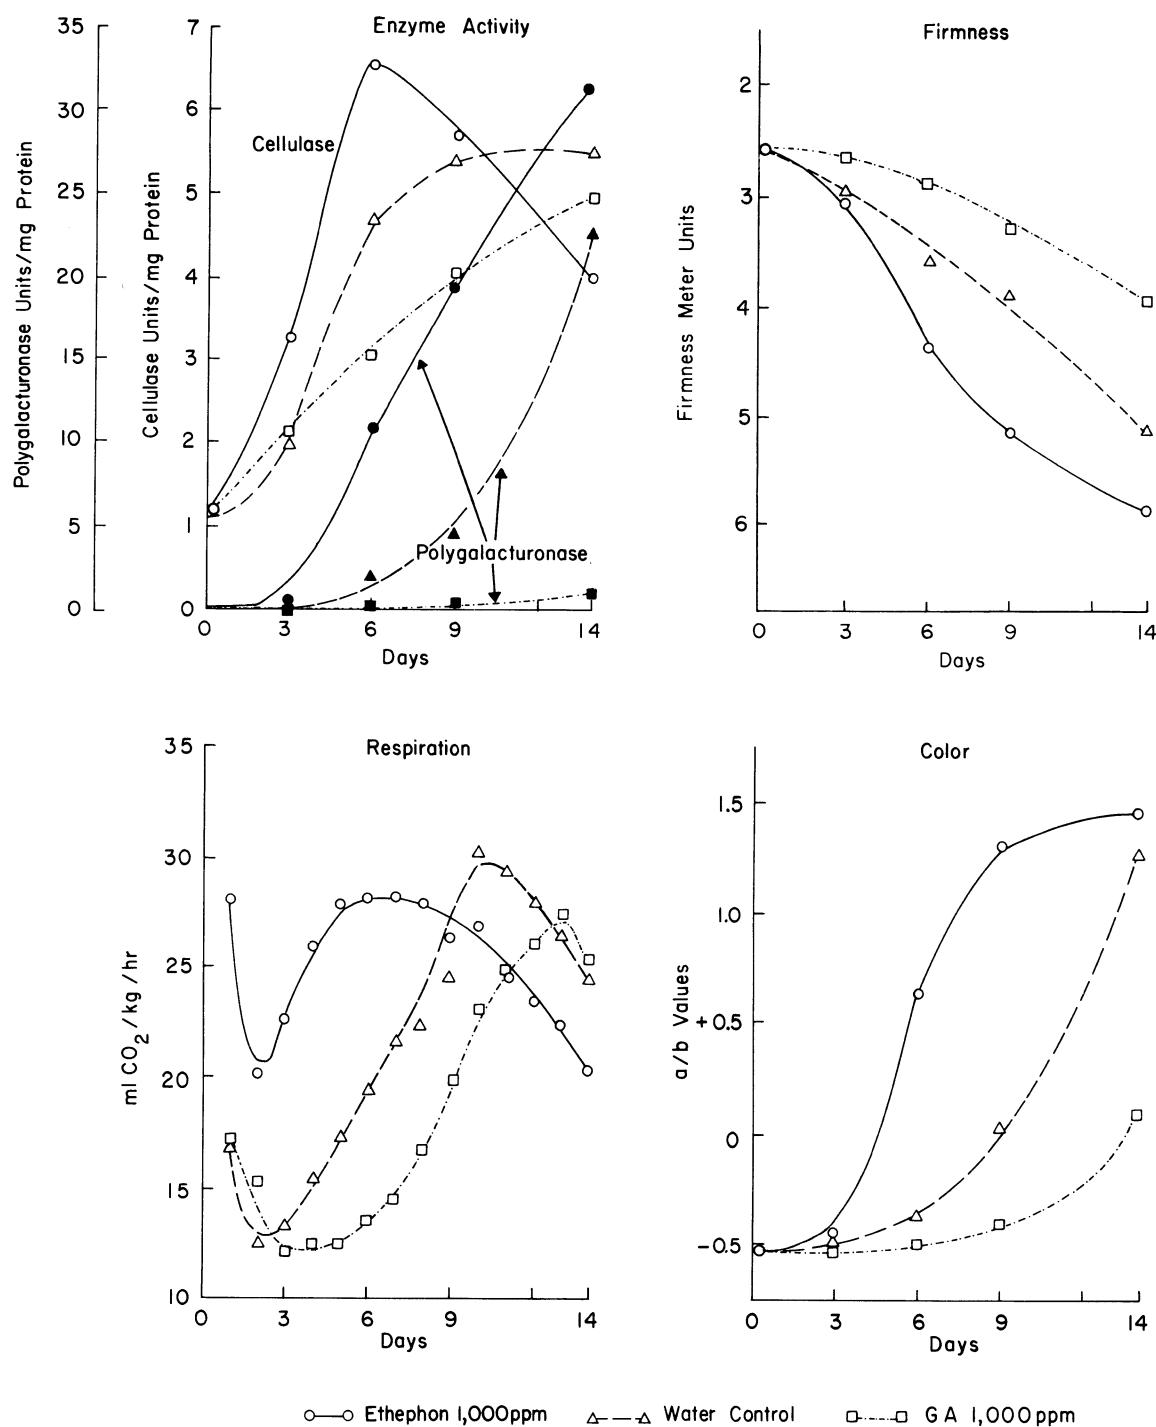 Enzyme Activity
35
30
25
20
15
10
5
0
Polygalacturonase Units/mg Protein
7
6
5
4
3
2
1
0
Cellulase Units/mg Protein
Cellulase
Polygalacturonase
0 3 6 9 14
Days
Firmness
2
3
4
5
6
Firmness Meter Units
0 3 6 9 14
Days
Respiration
35
30
25
20
15
10
ml CO2/kg/hr
0 3 6 9 14
Days
Color
1.5
1.0
+0.5
0
-0.5
a/b Values
0 3 6 9 14
Days
Ethephon 1,000ppm Water Control GA 1,000ppm